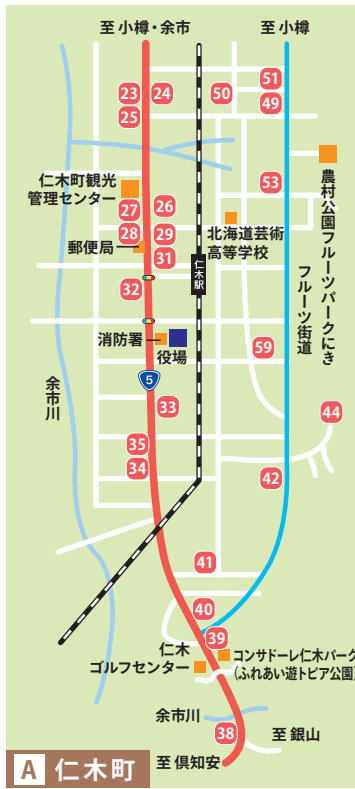 至 小樽・余市
至 小樽
23
24
50
51
49
25
仁木町観光
管理センター
53
農村公園フルーツパークにき
27
26
北海道芸術
高等学校
28
29
郵便局
31
仁木駅
フルーツ街道
32
消防署
役場
59
5
余市川
33
44
35
34
42
41
40
39
仁木
ゴルフセンター
コンサドーレ仁木パーク
(ふれあい遊トピア公園)
余市川
38
至 銀山
至 倶知安
A 仁木町